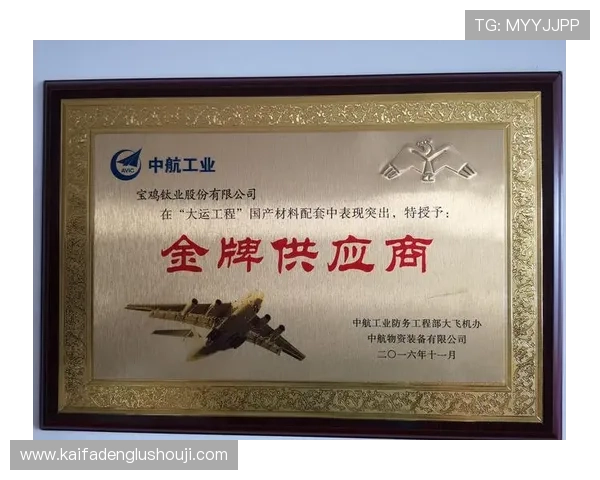 TG: MYYJJPP
AVIC
中航工业
宝鸡钛业股份有限公司
在“大运工程”国产材料配套中表现突出，特授予：
金牌供应商
中航工业防务工程部大飞机办
中航物资装备有限公司
二〇一六年十一月
www.kaifadenglushouji.com